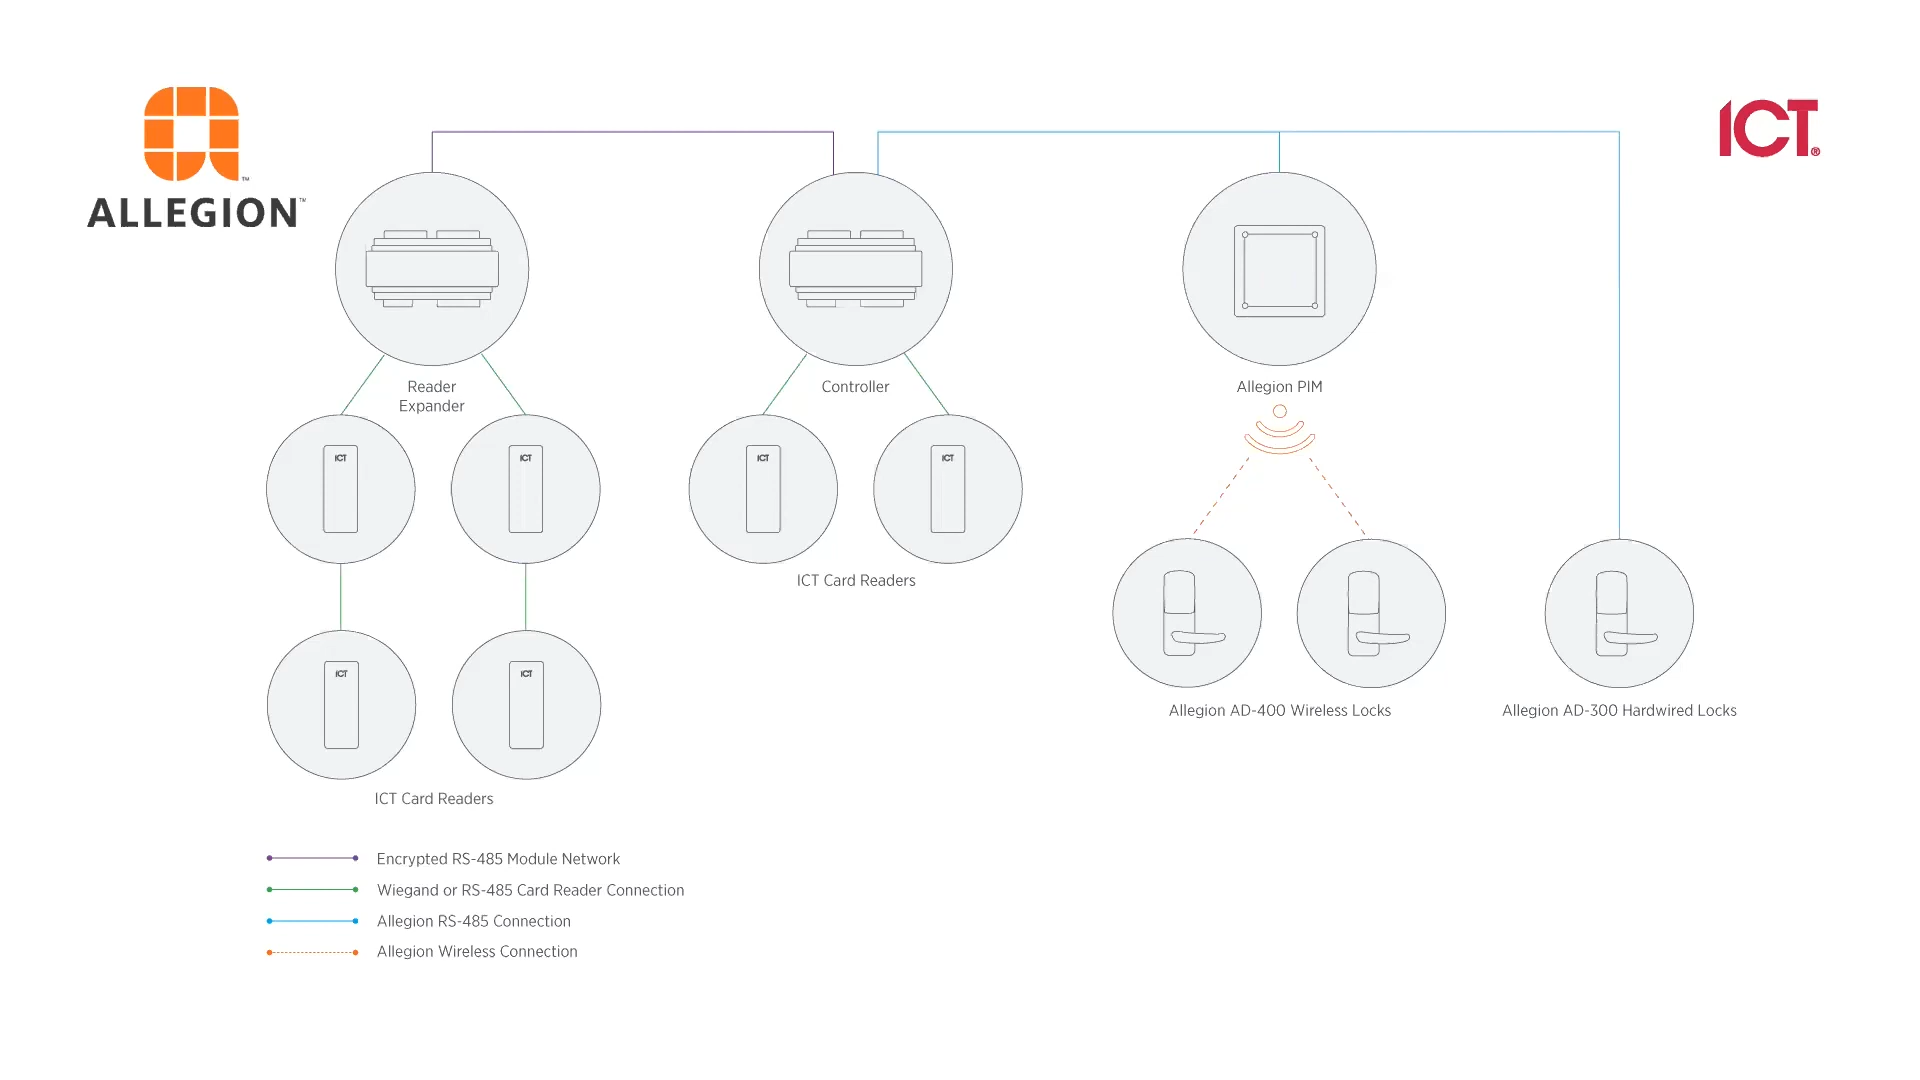 ALLEGION™
ICT®
Reader
Expander
Controller
Allegion PIM
ICT
ICT
ICT
ICT
ICT Card Readers
ICT
ICT
Allegion AD-400 Wireless Locks
Allegion AD-300 Hardwired Locks
ICT Card Readers
Encrypted RS-485 Module Network
Wiegand or RS-485 Card Reader Connection
Allegion RS-485 Connection
Allegion Wireless Connection